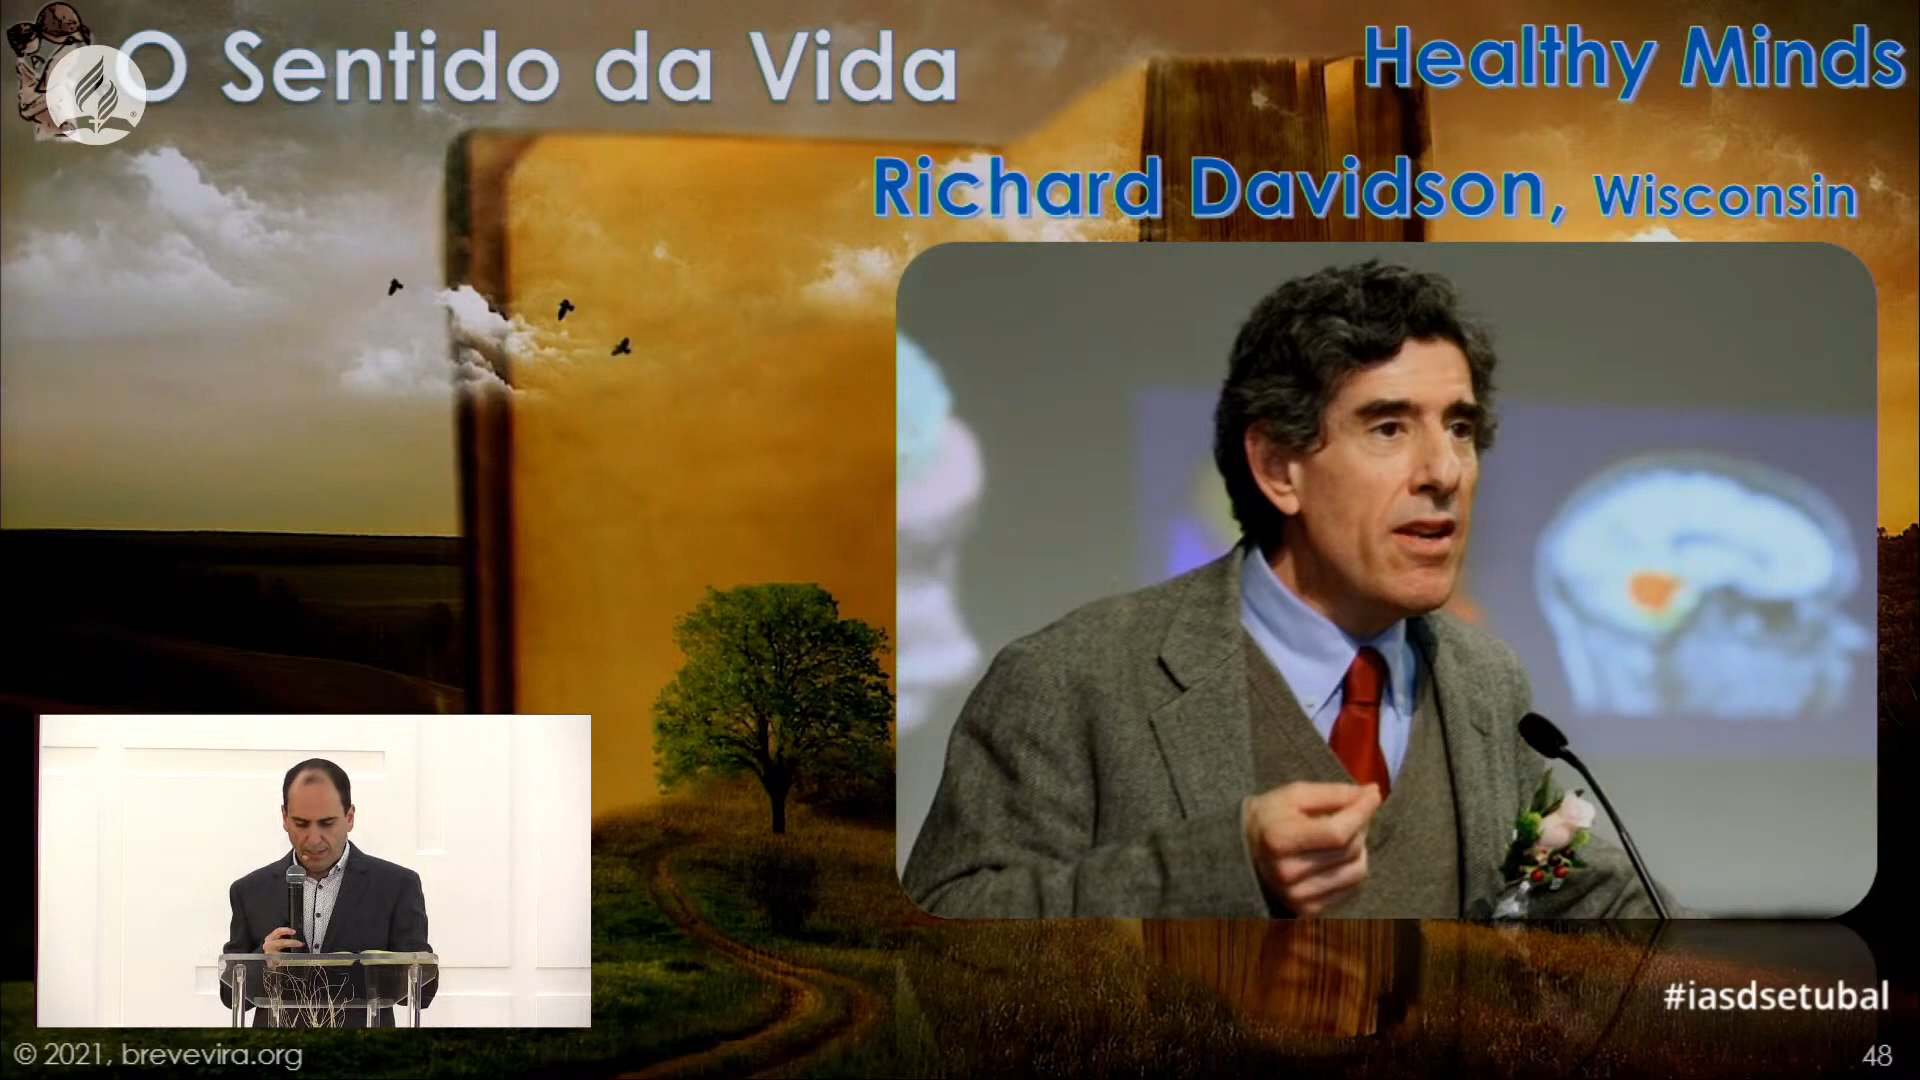 O Sentido da Vida
Healthy Minds
Richard Davidson, Wisconsin
#iasdsetubal
© 2021, brevevira.org
48